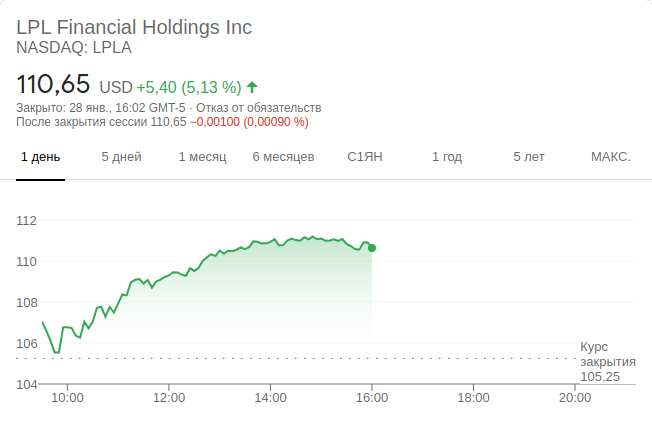 LPL Financial Holdings Inc
NASDAQ: LPLA
110,65 USD +5,40 (5,13 %)
Закрыто: 28 янв., 16:02 GMT-5 · Отказ от обязательств
После закрытия сессии 110,65 −0,00100 (0,00090 %)
1 день 5 дней 1 месяц 6 месяцев С1ЯН 1 год 5 лет МАКС.
112
110
108
106
104
Курс
закрытия
105,25
10:00 12:00 14:00 16:00 18:00 20:00